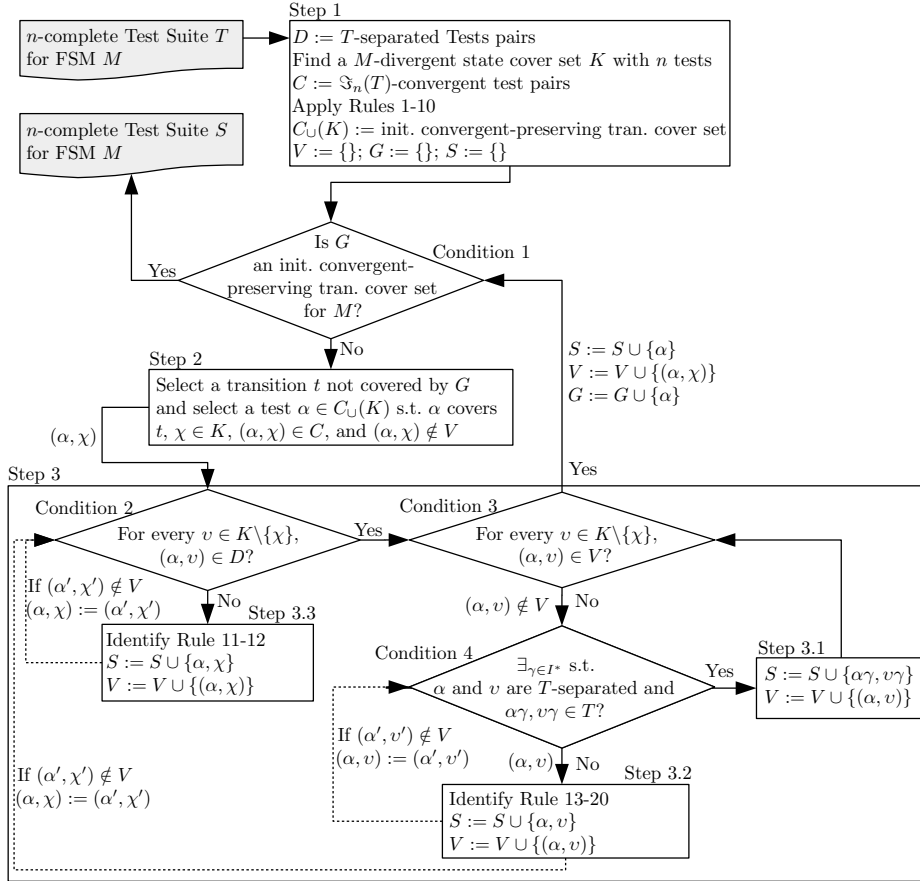 Step 1
n-complete Test Suite T
for FSM M
D := T-separated Tests pairs
Find a M-divergent state cover set K with n tests
C := ℑₙ(T)-convergent test pairs
Apply Rules 1-10
C∪(K) := init. convergent-preserving tran. cover set
V := {}; G := {}; S := {}
n-complete Test Suite S
for FSM M
Is G
an init. convergent-
preserving tran. cover set
for M?
Condition 1
Yes
No
Step 2
Select a transition t not covered by G
and select a test α ∈ C∪(K) s.t. α covers
t, χ ∈ K, (α, χ) ∈ C, and (α, χ) ∉ V
S := S ∪ {α}
V := V ∪ {(α, χ)}
G := G ∪ {α}
(α, χ)
Yes
Step 3
Condition 2
For every υ ∈ K\{χ},
(α, υ) ∈ D?
Yes
Condition 3
For every υ ∈ K\{χ},
(α, υ) ∈ V?
If (α′, χ′) ∉ V
(α, χ) := (α′, χ′)
No
Step 3.3
Identify Rule 11-12
S := S ∪ {α, χ}
V := V ∪ {(α, χ)}
(α, υ) ∉ V
No
Condition 4
∃γ∈I* s.t.
α and υ are T-separated and
αγ, υγ ∈ T?
Yes
Step 3.1
S := S ∪ {αγ, υγ}
V := V ∪ {(α, υ)}
If (α′, υ′) ∉ V
(α, υ) := (α′, υ′)
(α, υ)
No
Step 3.2
Identify Rule 13-20
S := S ∪ {α, υ}
V := V ∪ {(α, υ)}
If (α′, χ′) ∉ V
(α, χ) := (α′, χ′)